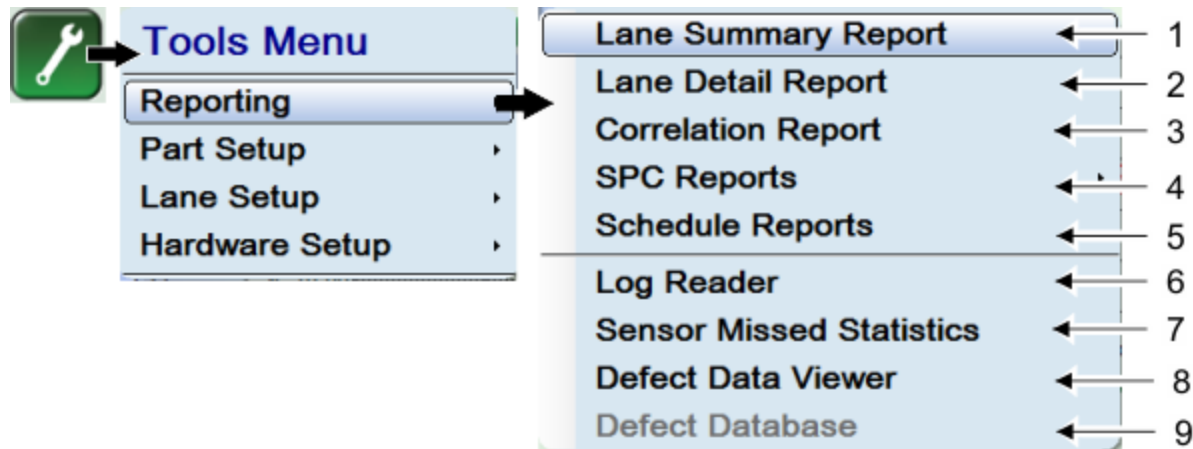 Tools Menu
Reporting
Part Setup
Lane Setup
Hardware Setup
Lane Summary Report 1
Lane Detail Report 2
Correlation Report 3
SPC Reports 4
Schedule Reports 5
Log Reader 6
Sensor Missed Statistics 7
Defect Data Viewer 8
Defect Database 9